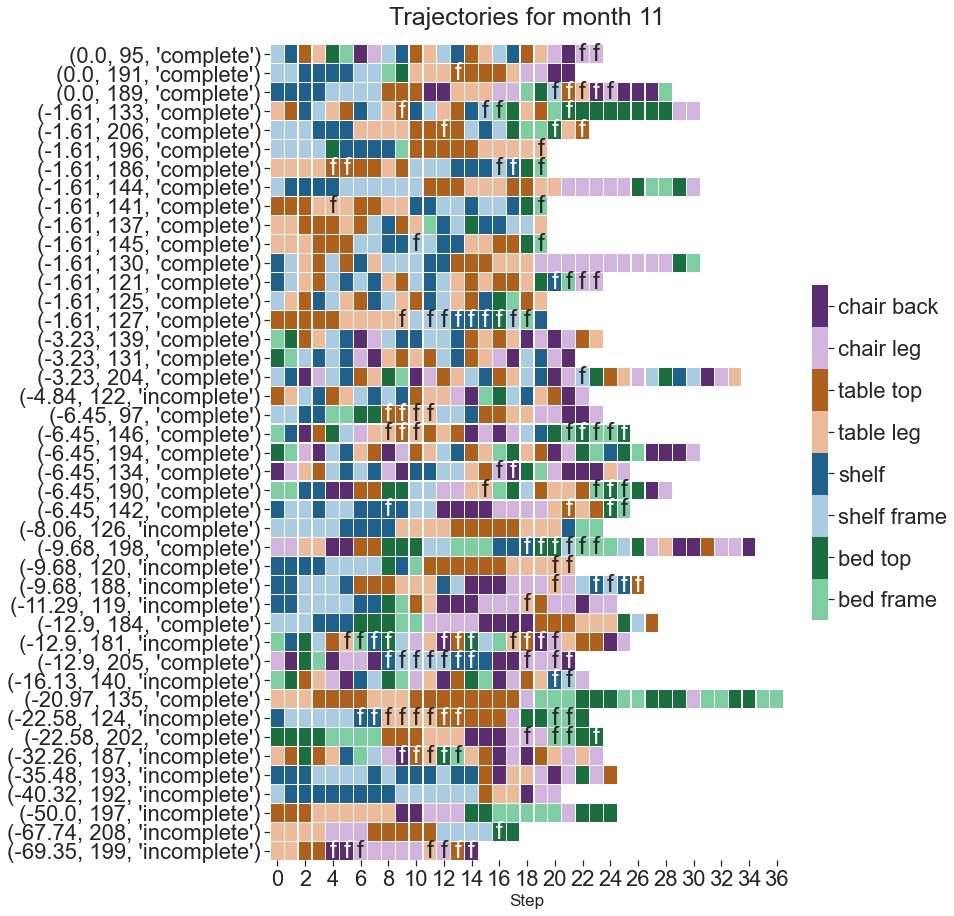 Trajectories for month 11
(0.0, 95, 'complete') f f
(0.0, 191, 'complete') f
(0.0, 189, 'complete') f f f f f
(-1.61, 133, 'complete') f f f f
(-1.61, 206, 'complete') f f f
(-1.61, 196, 'complete') f
(-1.61, 186, 'complete') f f f f f
(-1.61, 144, 'complete')
(-1.61, 141, 'complete') f f
(-1.61, 137, 'complete')
(-1.61, 145, 'complete') f f
(-1.61, 130, 'complete')
(-1.61, 121, 'complete') f f f f
(-1.61, 125, 'complete')
(-1.61, 127, 'complete') f f f f f f f f f
(-3.23, 139, 'complete')
(-3.23, 131, 'complete')
(-3.23, 204, 'complete') f
(-4.84, 122, 'incomplete')
(-6.45, 97, 'complete') f f f f
(-6.45, 146, 'complete') f f f f f f f f
(-6.45, 194, 'complete')
(-6.45, 134, 'complete') f f
(-6.45, 190, 'complete') f f f f
(-6.45, 142, 'complete') f f f f
(-8.06, 126, 'incomplete')
(-9.68, 198, 'complete') f f f f f f
(-9.68, 120, 'incomplete') f f
(-9.68, 188, 'incomplete') f f f f f
(-11.29, 119, 'incomplete') f
(-12.9, 184, 'complete')
(-12.9, 181, 'incomplete') f f f f f f f f f f f
(-12.9, 205, 'complete') f f f f f f f f f f
(-16.13, 140, 'incomplete') f f
(-20.97, 135, 'complete')
(-22.58, 124, 'incomplete') f f f f f f f f f f
(-22.58, 202, 'complete') f f f f
(-32.26, 187, 'incomplete') f f f f f
(-35.48, 193, 'incomplete')
(-40.32, 192, 'incomplete')
(-50.0, 197, 'incomplete')
(-67.74, 208, 'incomplete') f
(-69.35, 199, 'incomplete') f f f f f f f
0 2 4 6 8 10 12 14 16 18 20 22 24 26 28 30 32 34 36
Step
chair back
chair leg
table top
table leg
shelf
shelf frame
bed top
bed frame